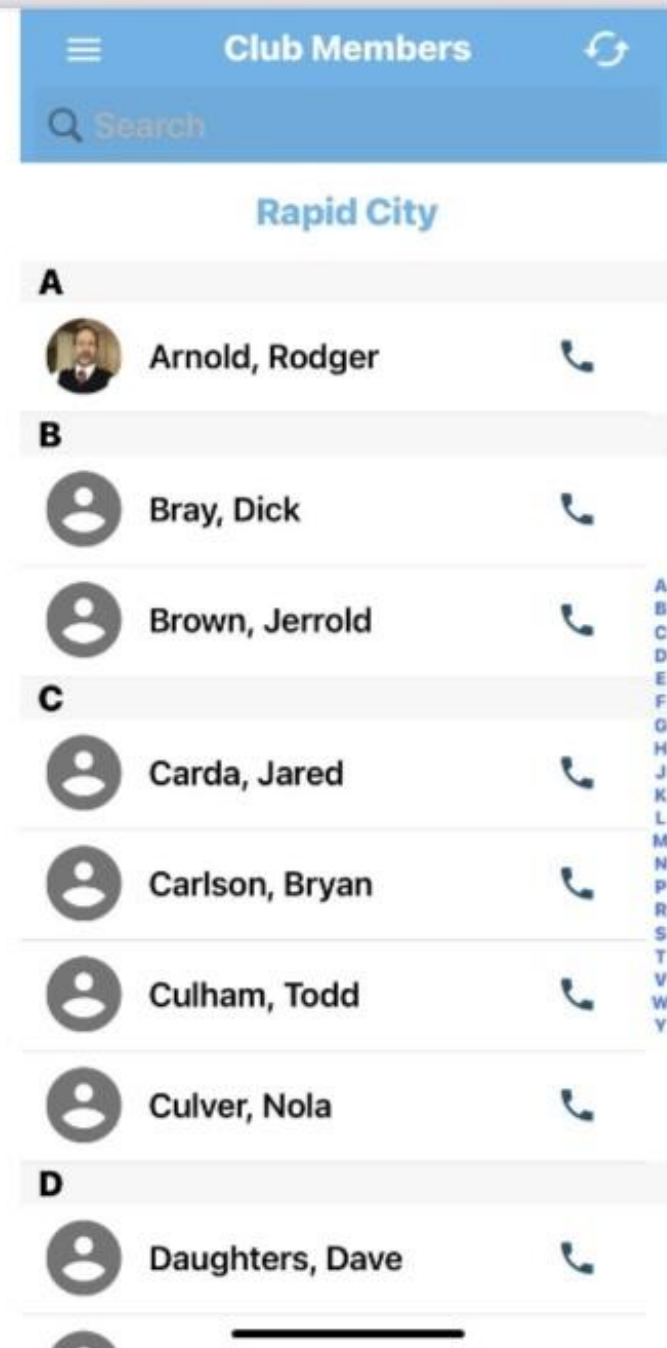 Club Members
Search
Rapid City
A
Arnold, Rodger
B
Bray, Dick
Brown, Jerrold
C
Carda, Jared
Carlson, Bryan
Culham, Todd
Culver, Nola
D
Daughters, Dave
A
B
C
D
E
F
G
H
J
K
L
M
N
P
R
S
T
V
W
Y